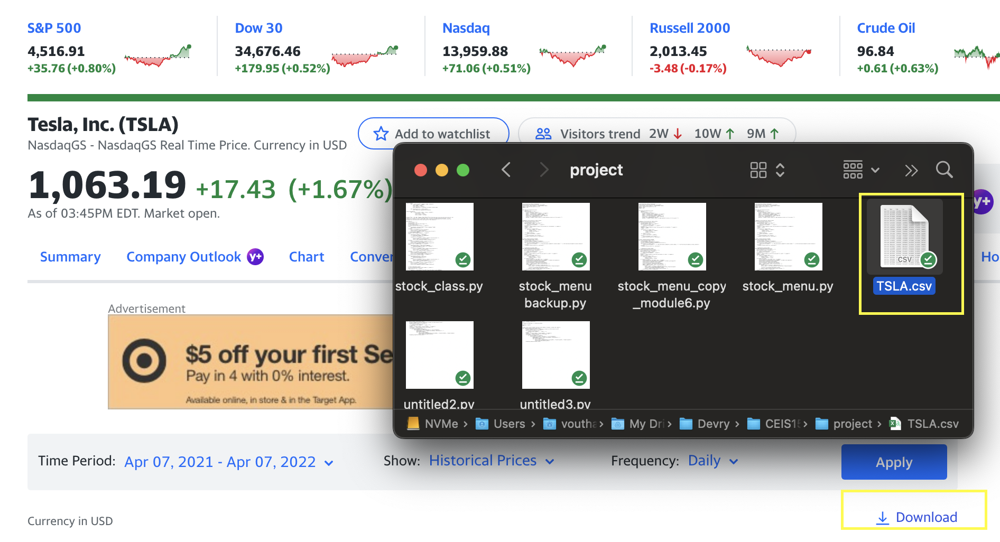 S&P 500
4,516.91
+35.76 (+0.80%)
Dow 30
34,676.46
+179.95 (+0.52%)
Nasdaq
13,959.88
+71.06 (+0.51%)
Russell 2000
2,013.45
-3.48 (-0.17%)
Crude Oil
96.84
+0.61 (+0.63%)
Tesla, Inc. (TSLA)
NasdaqGS - NasdaqGS Real Time Price. Currency in USD
Add to watchlist
Visitors trend 2W 10W 9M
1,063.19 +17.43 (+1.67%)
As of 03:45PM EDT. Market open.
Summary
Company Outlook
y+
Chart
Conver
Ho
y+
project
stock_class.py
stock_menu
backup.py
stock_menu_copy
_module6.py
stock_menu.py
CSV
TSLA.csv
untitled2.py
untitled3.py
NVMe
Users
voutha
My Dri
Devry
CEIS15
project
TSLA.csv
Advertisement
$5 off your first Se
Pay in 4 with 0% interest.
Available online, in store & in the Target App.
Time Period: Apr 07, 2021 - Apr 07, 2022
Show: Historical Prices
Frequency: Daily
Apply
Currency in USD
Download